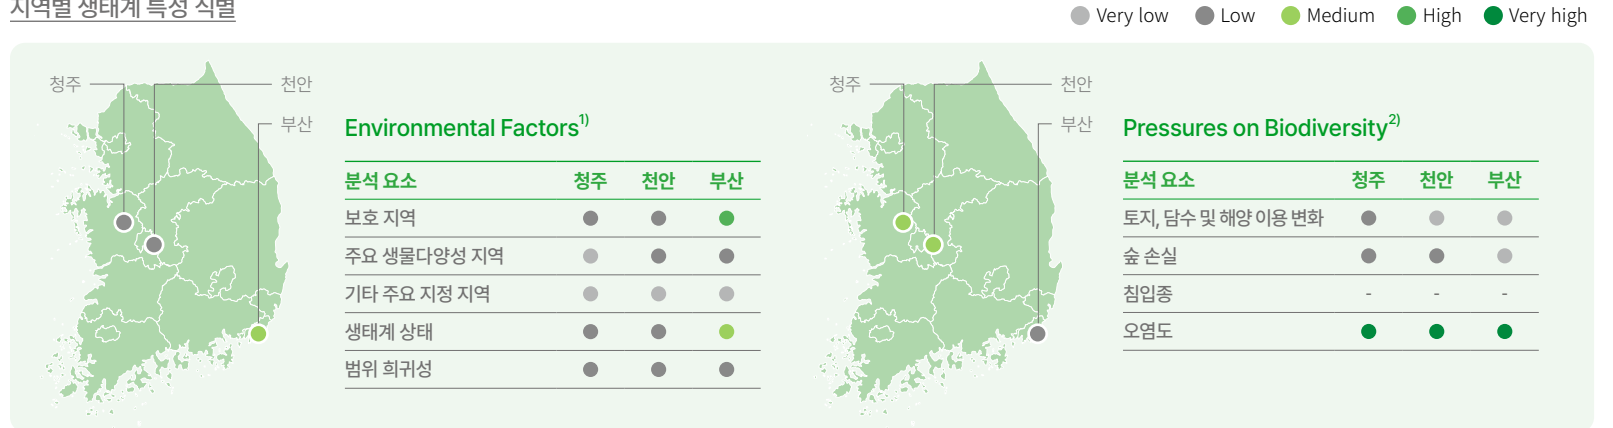 지역별 생태계 특성 식별
Very low Low Medium High Very high
청주 천안
부산
Environmental Factors1)
분석 요소 청주 천안 부산
보호 지역
주요 생물다양성 지역
기타 주요 지정 지역
생태계 상태
범위 희귀성
청주 천안
부산
Pressures on Biodiversity2)
분석 요소 청주 천안 부산
토지, 담수 및 해양 이용 변화
숲 손실
침입종 - - -
오염도